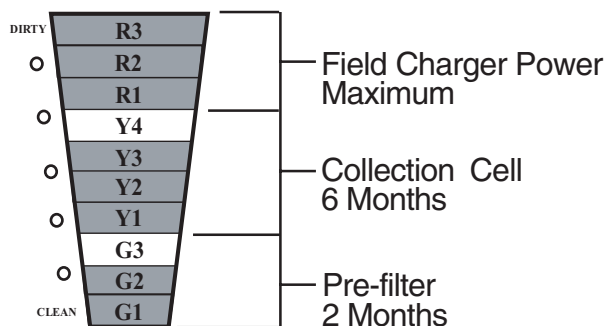 DIRTY
R3
R2
R1
Y4
Y3
Y2
Y1
G3
G2
G1
CLEAN
Field Charger Power
Maximum
Collection Cell
6 Months
Pre-filter
2 Months